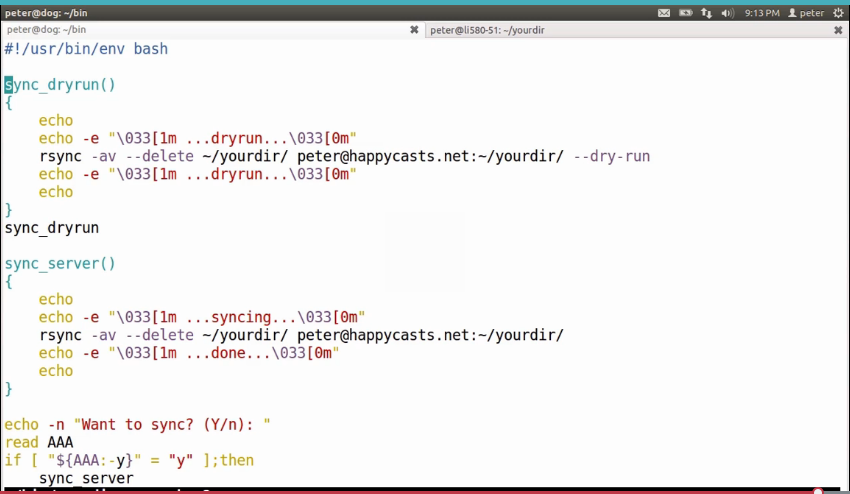 peter@dog: ~/bin
9:13 PM peter
peter@dog: ~/bin
peter@li580-51: ~/yourdir
#!/usr/bin/env bash
sync_dryrun()
{
echo
echo -e "\033[1m ...dryrun...\033[0m"
rsync -av --delete ~/yourdir/ peter@happycasts.net:~/yourdir/ --dry-run
echo -e "\033[1m ...dryrun...\033[0m"
echo
}
sync_dryrun
sync_server()
{
echo
echo -e "\033[1m ...syncing...\033[0m"
rsync -av --delete ~/yourdir/ peter@happycasts.net:~/yourdir/
echo -e "\033[1m ...done...\033[0m"
echo
}
echo -n "Want to sync? (Y/n): "
read AAA
if [ "${AAA:-y}" = "y" ];then
sync_server